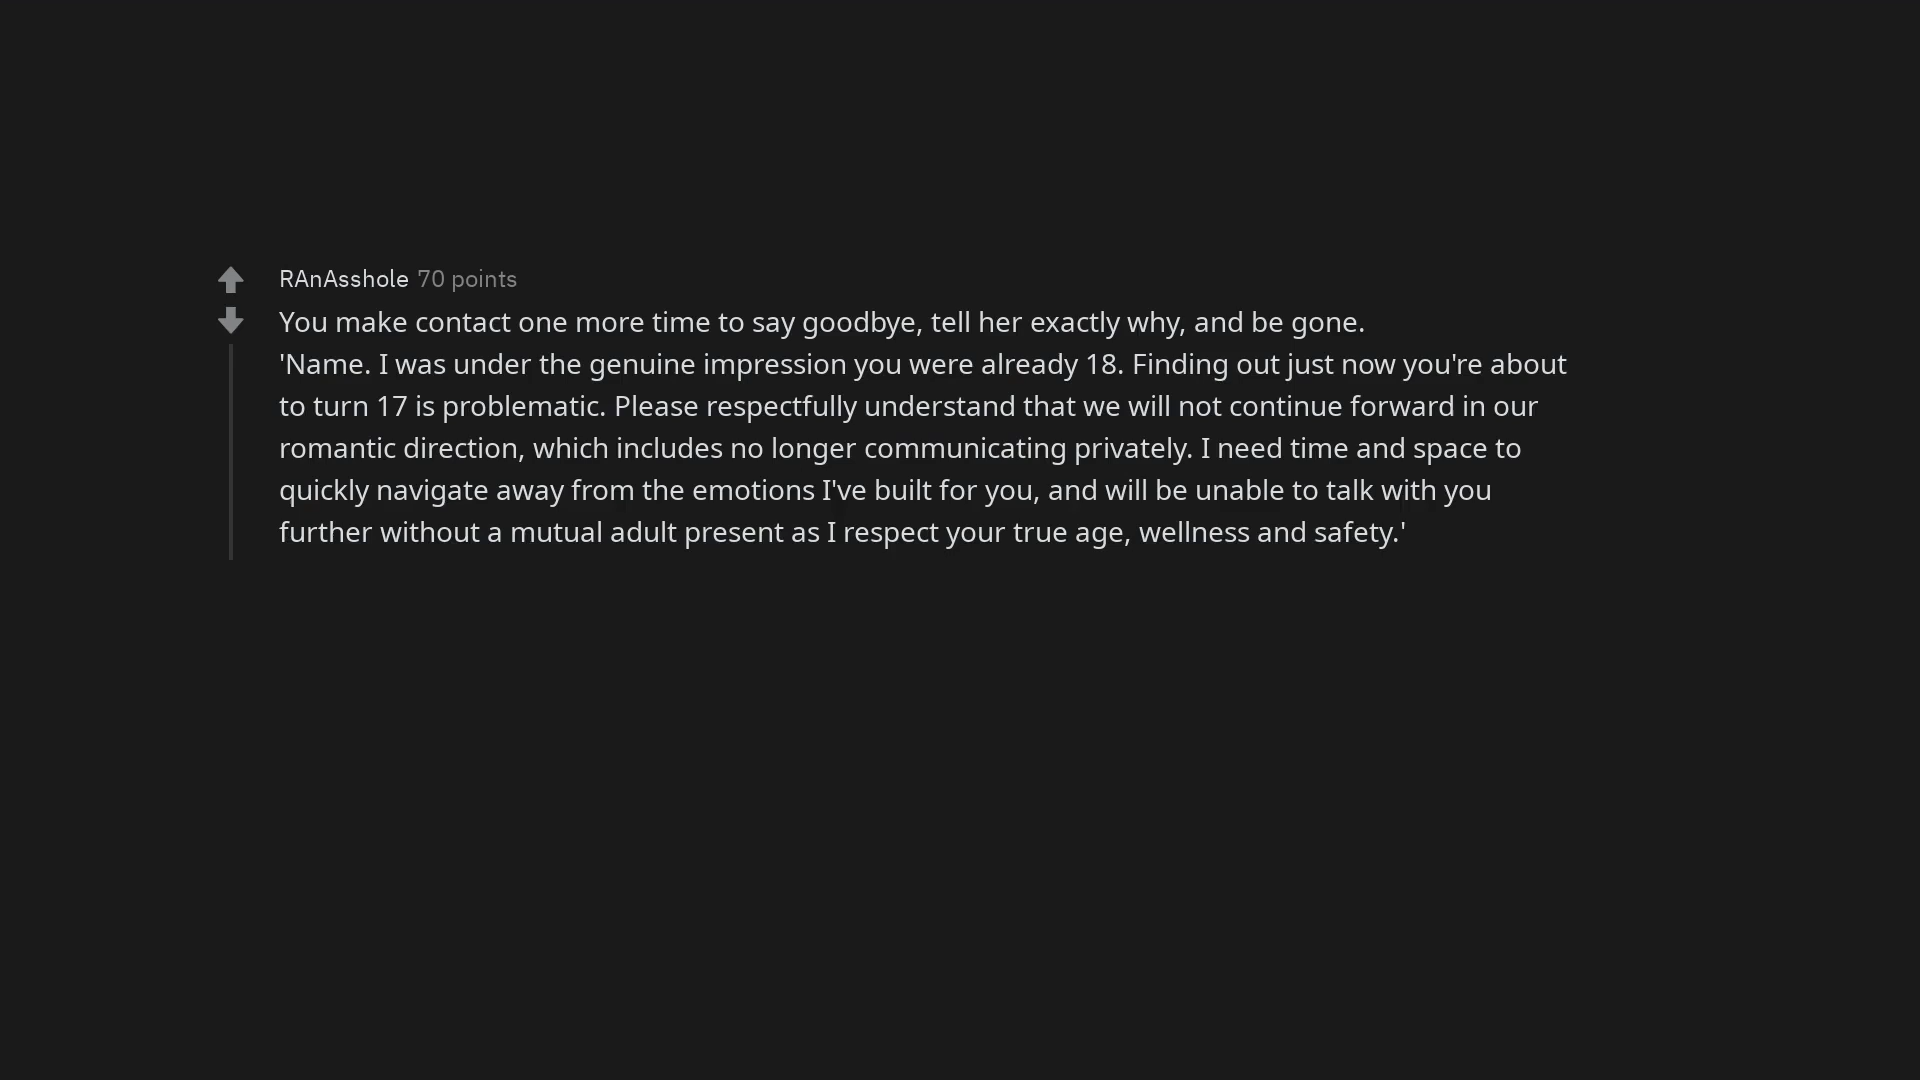 RAnAsshole 70 points
You make contact one more time to say goodbye, tell her exactly why, and be gone.
'Name. I was under the genuine impression you were already 18. Finding out just now you're about
to turn 17 is problematic. Please respectfully understand that we will not continue forward in our
romantic direction, which includes no longer communicating privately. I need time and space to
quickly navigate away from the emotions I've built for you, and will be unable to talk with you
further without a mutual adult present as I respect your true age, wellness and safety.'